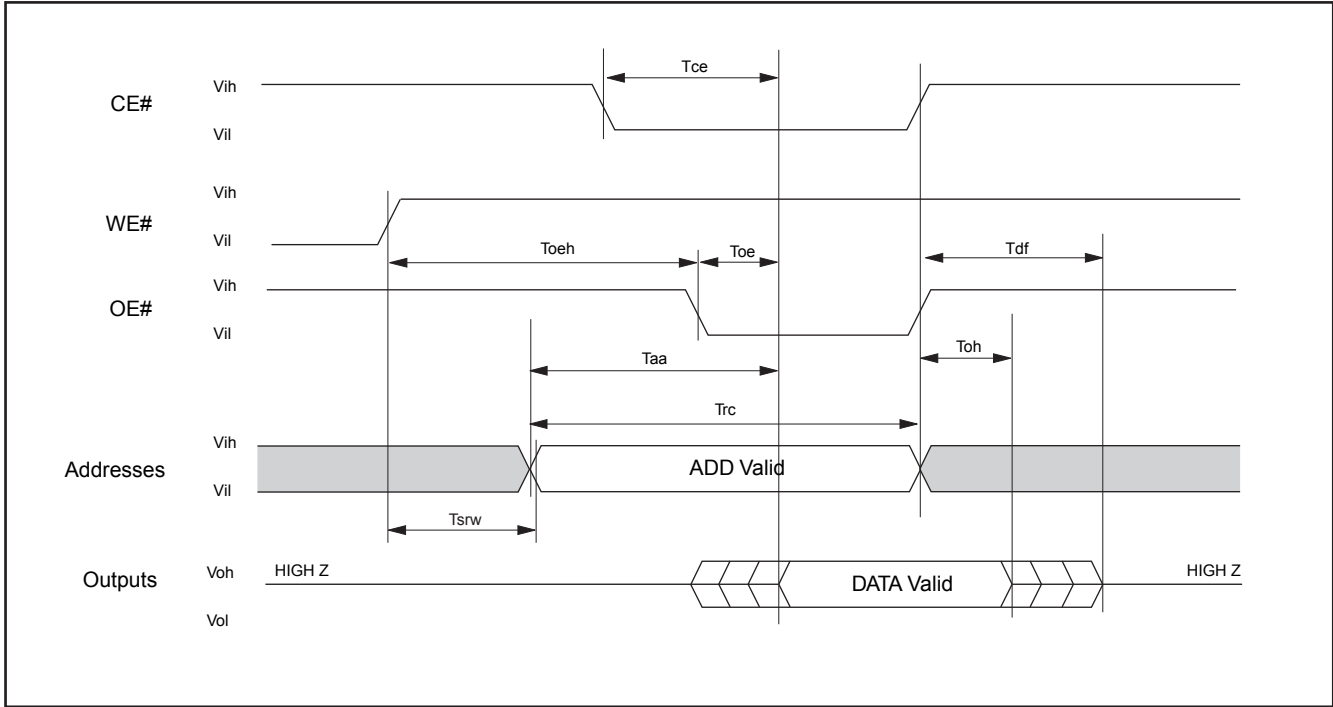 Tce
CE#
Vih
Vil
WE#
Vih
Vil
Toeh
Toe
Tdf
OE#
Vih
Vil
Toh
Taa
Trc
Addresses
Vih
Vil
ADD Valid
Tsrw
Outputs
Voh
Vol
HIGH Z
DATA Valid
HIGH Z